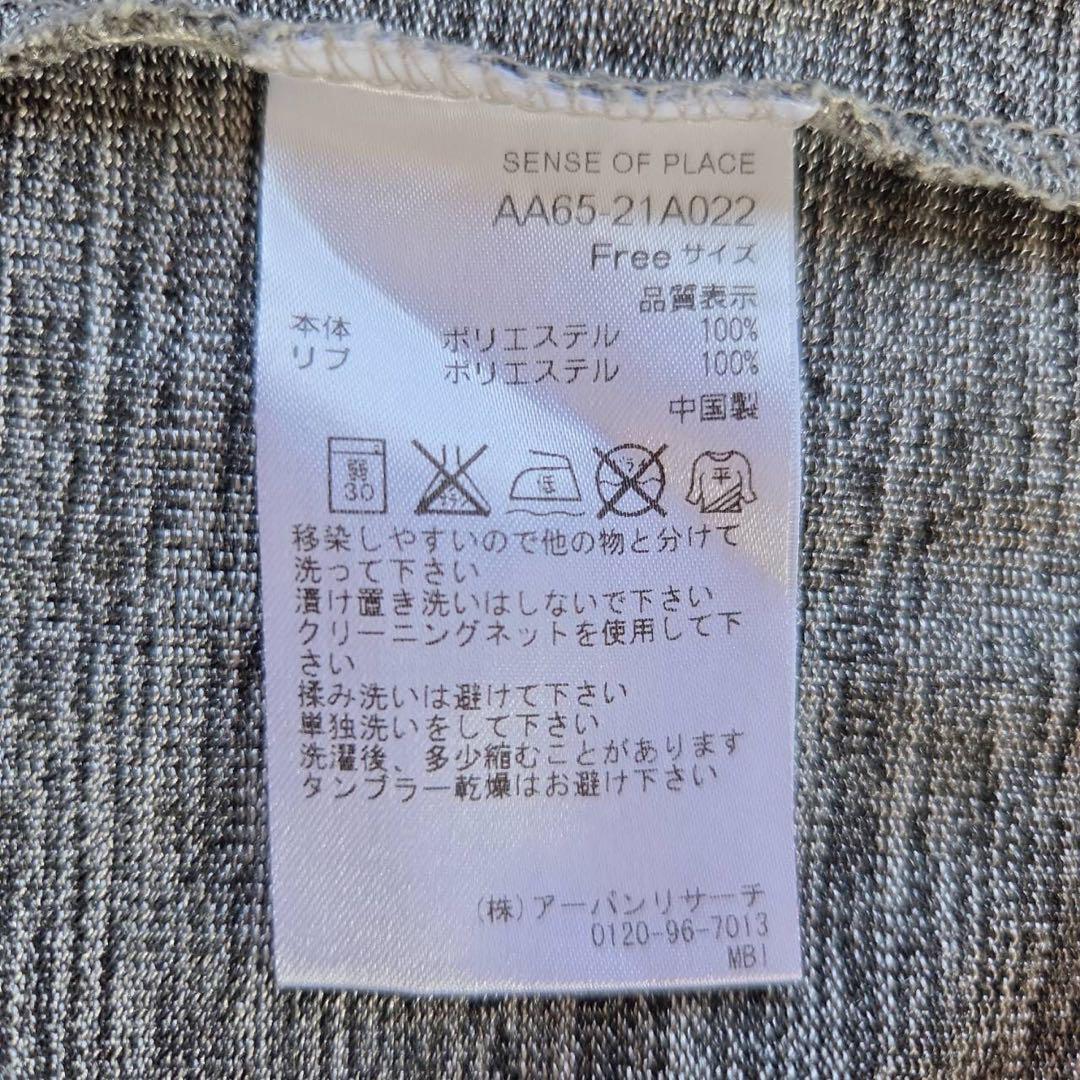 SENSE OF PLACE
AA65-21A022
Free サイズ
品質表示
本体 ポリエステル 100%
リブ ポリエステル 100%
中国製
弱 30 低 平
移染しやすいので他の物と分けて
洗って下さい
漬け置き洗いはしないで下さい
クリーニングネットを使用して下
さい
揉み洗いは避けて下さい
単独洗いをして下さい
洗濯後、多少縮むことがあります
タンブラー乾燥はお避け下さい
(株)アーバンリサーチ
0120-96-7013
MBI